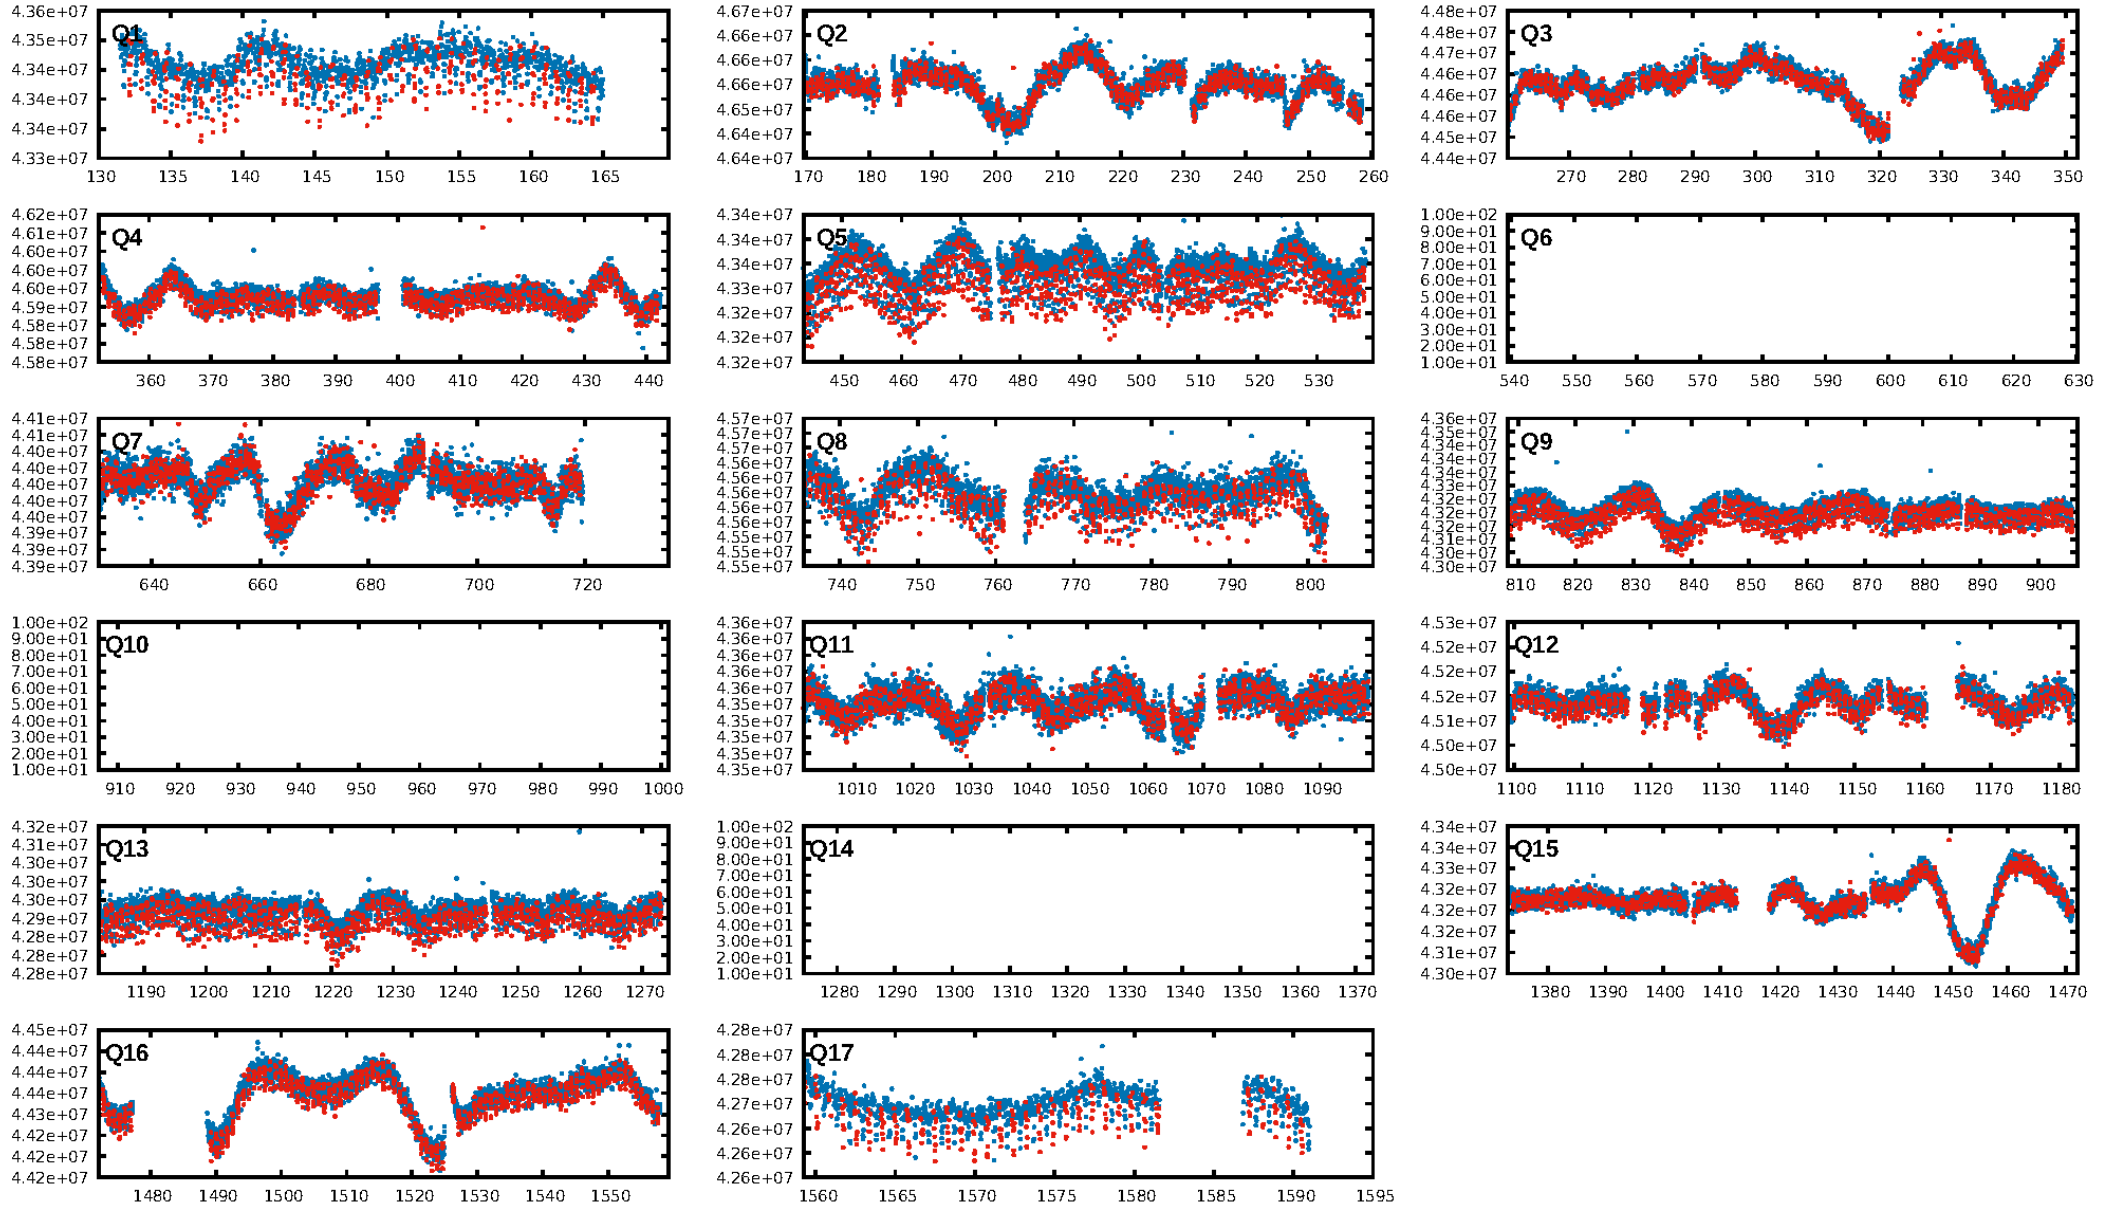 4.36e+07 4.35e+07 4.34e+07 4.34e+07 4.34e+07 4.33e+07
Q1
130 135 140 145 150 155 160 165
4.67e+07 4.66e+07 4.66e+07 4.66e+07 4.65e+07 4.64e+07 4.64e+07
Q2
170 180 190 200 210 220 230 240 250 260
4.48e+07 4.48e+07 4.47e+07 4.46e+07 4.46e+07 4.45e+07 4.44e+07
Q3
270 280 290 300 310 320 330 340 350
4.62e+07 4.61e+07 4.60e+07 4.60e+07 4.60e+07 4.59e+07 4.58e+07 4.58e+07 4.58e+07
Q4
360 370 380 390 400 410 420 430 440
4.34e+07 4.34e+07 4.34e+07 4.33e+07 4.32e+07 4.32e+07 4.32e+07
Q5
450 460 470 480 490 500 510 520 530
1.00e+02 9.00e+01 8.00e+01 7.00e+01 6.00e+01 5.00e+01 4.00e+01 3.00e+01 2.00e+01 1.00e+01
Q6
540 550 560 570 580 590 600 610 620 630
4.41e+07 4.41e+07 4.40e+07 4.40e+07 4.40e+07 4.40e+07 4.40e+07 4.39e+07 4.39e+07 4.39e+07
Q7
640 660 680 700 720
4.57e+07 4.57e+07 4.57e+07 4.56e+07 4.56e+07 4.56e+07 4.56e+07 4.56e+07 4.55e+07 4.55e+07
Q8
740 750 760 770 780 790 800
4.36e+07 4.35e+07 4.34e+07 4.34e+07 4.43e+07 4.33e+07 4.32e+07 4.32e+07 4.31e+07 4.30e+07 4.30e+07
Q9
810 820 830 840 850 860 870 880 890 900
1.00e+02 9.00e+01 8.00e+01 7.00e+01 6.00e+01 5.00e+01 4.00e+01 3.00e+01 2.00e+01 1.00e+01
Q10
910 920 930 940 950 960 970 980 990 1000
4.36e+07 4.36e+07 4.36e+07 4.36e+07 4.36e+07 4.35e+07 4.35e+07 4.35e+07 4.35e+07
Q11
1010 1020 1030 1040 1050 1060 1070 1080 1090
4.53e+07 4.52e+07 4.52e+07 4.52e+07 4.51e+07 4.50e+07 4.50e+07
Q12
1100 1110 1120 1130 1140 1150 1160 1170 1180
4.32e+07 4.31e+07 4.30e+07 4.30e+07 4.30e+07 4.29e+07 4.28e+07 4.28e+07 4.28e+07
Q13
1190 1200 1210 1220 1230 1240 1250 1260 1270
1.00e+02 9.00e+01 8.00e+01 7.00e+01 6.00e+01 5.00e+01 4.00e+01 3.00e+01 2.00e+01 1.00e+01
Q14
1280 1290 1300 1310 1320 1330 1340 1350 1360 1370
4.34e+07 4.34e+07 4.33e+07 4.32e+07 4.32e+07 4.31e+07 4.30e+07
Q15
1380 1390 1400 1410 1420 1430 1440 1450 1460 1470
4.45e+07 4.44e+07 4.44e+07 4.44e+07 4.43e+07 4.42e+07 4.42e+07 4.42e+07
Q16
1480 1490 1500 1510 1520 1530 1540 1550
4.28e+07 4.28e+07 4.28e+07 4.27e+07 4.26e+07 4.26e+07 4.26e+07
Q17
1560 1565 1570 1575 1580 1585 1590 1595